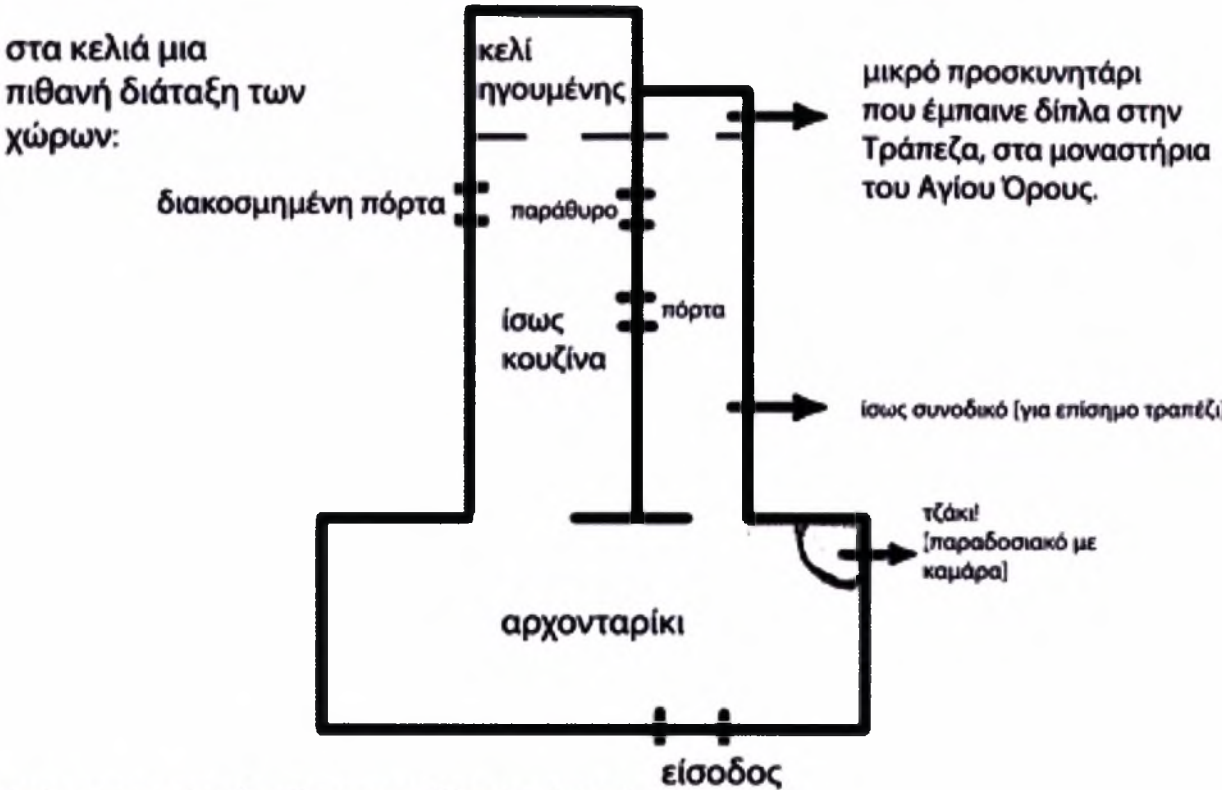 στα κελιά μια
πιθανή διάταξη των
χώρων:
κελί
ηγουμένης
μικρό προσκυνητάρι
που έμπαινε δίπλα στην
Τράπεζα, στα μοναστήρια
του Αγίου Όρους.
διακοσμημένη πόρτα
παράθυρο
πόρτα
ίσως
κουζίνα
ίσως συνοδικό [για επίσημο τραπέζι]
τζάκι!
[παραδοσιακό με
καμάρα]
αρχονταρίκι
είσοδος